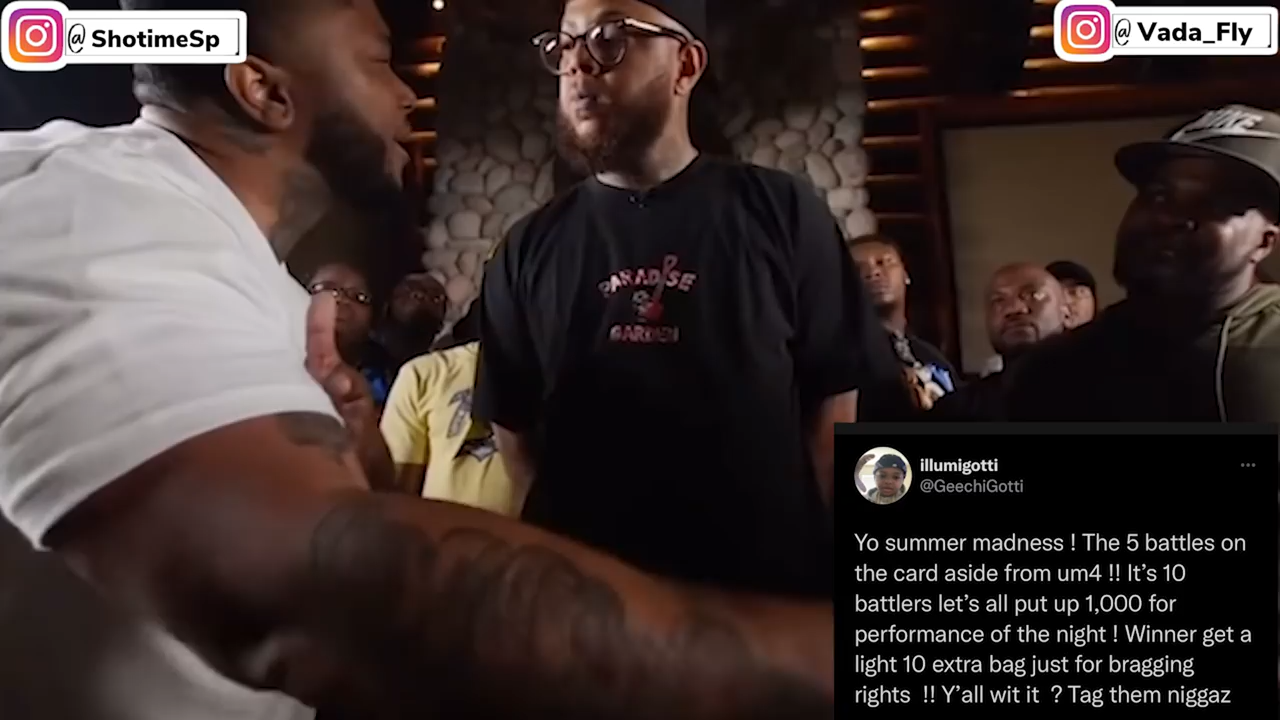 @ ShotimeSp
@ Vada_Fly
NIKE
PARADISE
GARDEN
illumigotti
@GeechiGotti
Yo summer madness ! The 5 battles on
the card aside from um4 !! It's 10
battlers let's all put up 1,000 for
performance of the night ! Winner get a
light 10 extra bag just for bragging
rights !! Y'all wit it ? Tag them niggaz